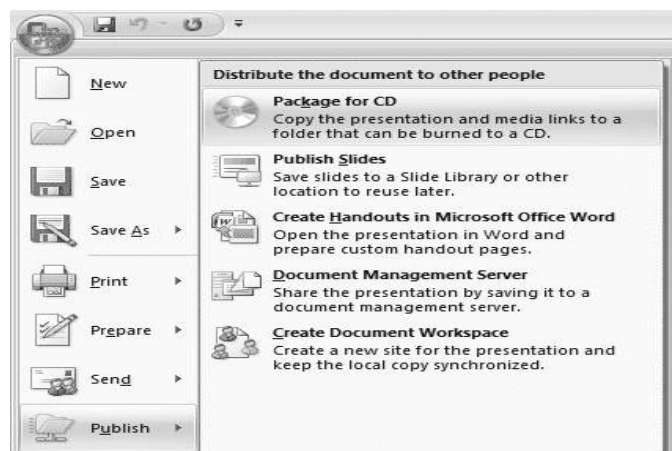 New
Open
Save
Save As
Print
Prepare
Send
Publish
Distribute the document to other people
Package for CD
Copy the presentation and media links to a
folder that can be burned to a CD.
Publish Slides
Save slides to a Slide Library or other
location to reuse later.
Create Handouts in Microsoft Office Word
Open the presentation in Word and
prepare custom handout pages.
Document Management Server
Share the presentation by saving it to a
document management server.
Create Document Workspace
Create a new site for the presentation and
keep the local copy synchronized.